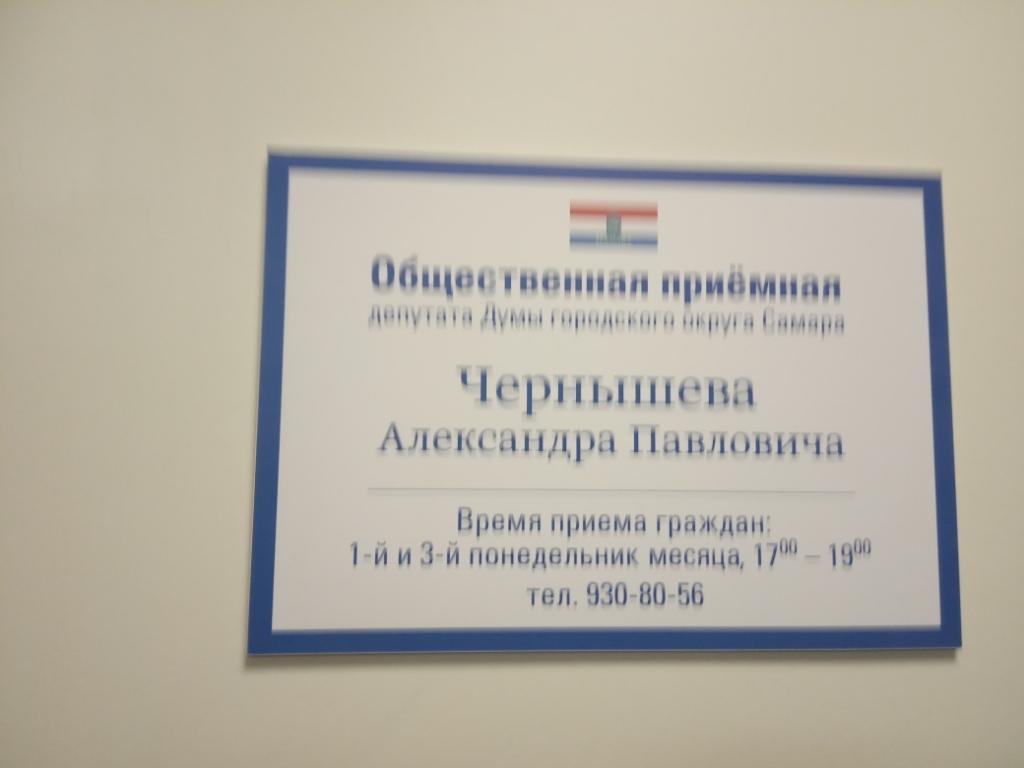 Общественная приёмная
депутата Думы городского округа Самара
Чернышева
Александра Павловича
Время приема граждан:
1-й и 3-й понедельник месяца, 17⁰⁰ – 19⁰⁰
тел. 930-80-56